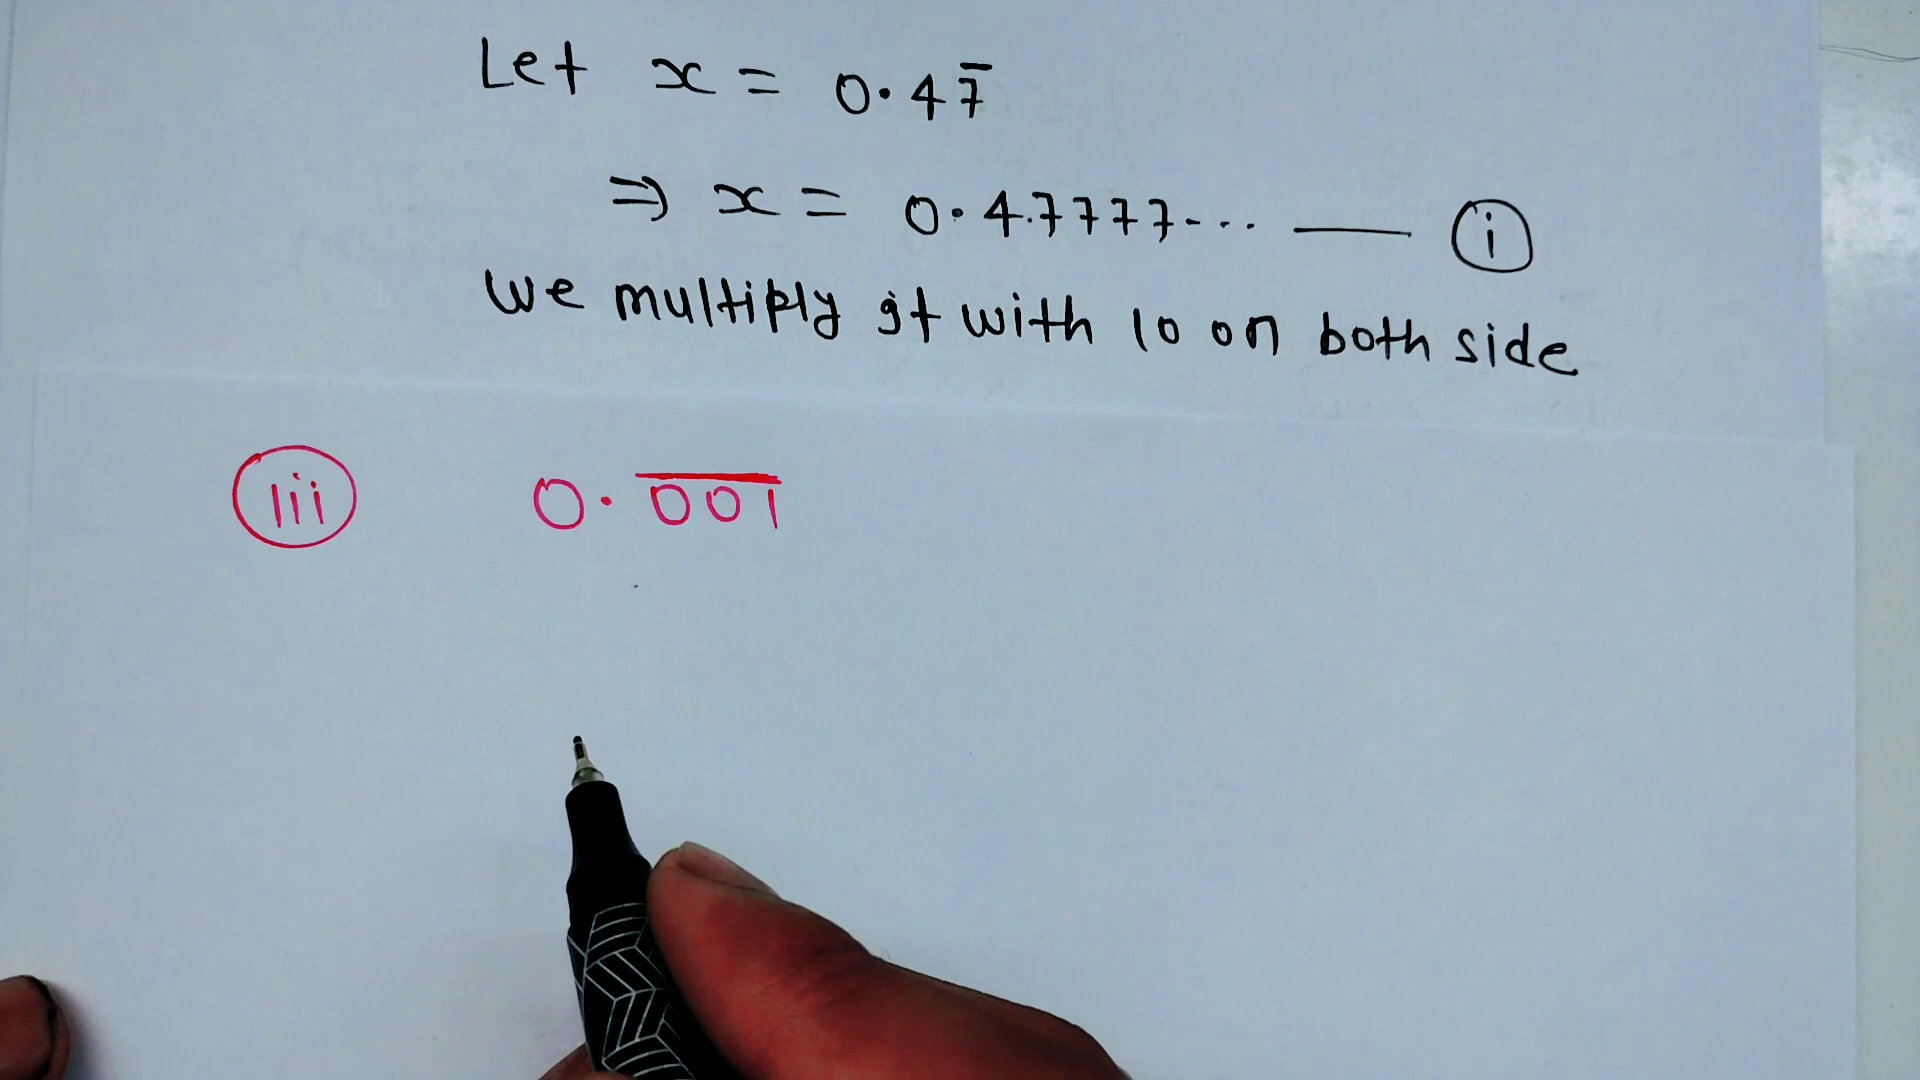 Let x = 0.47̅
⇒ x = 0.47777--.. —— (i)
we multiply it with 10 on both side
(iii) 0.0̅0̅1̅